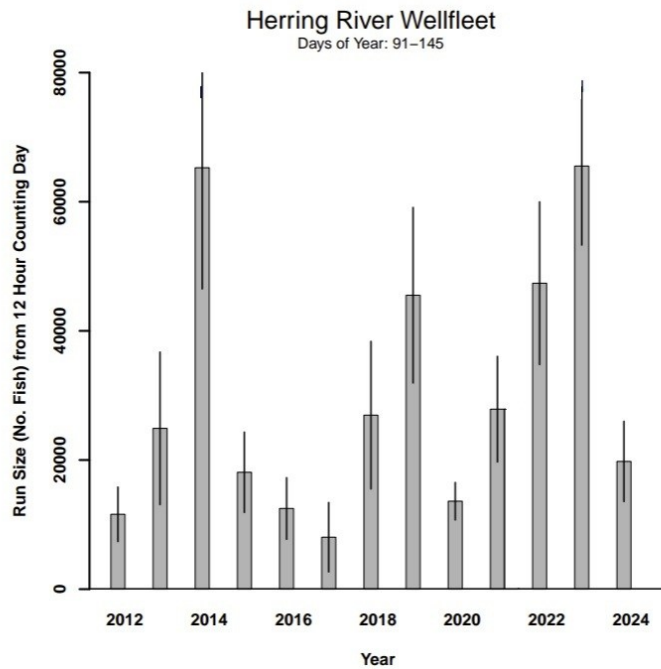 Herring River Wellfleet
Days of Year: 91–145
Run Size (No. Fish) from 12 Hour Counting Day
80000
60000
40000
20000
0
2012 2014 2016 2018 2020 2022 2024
Year